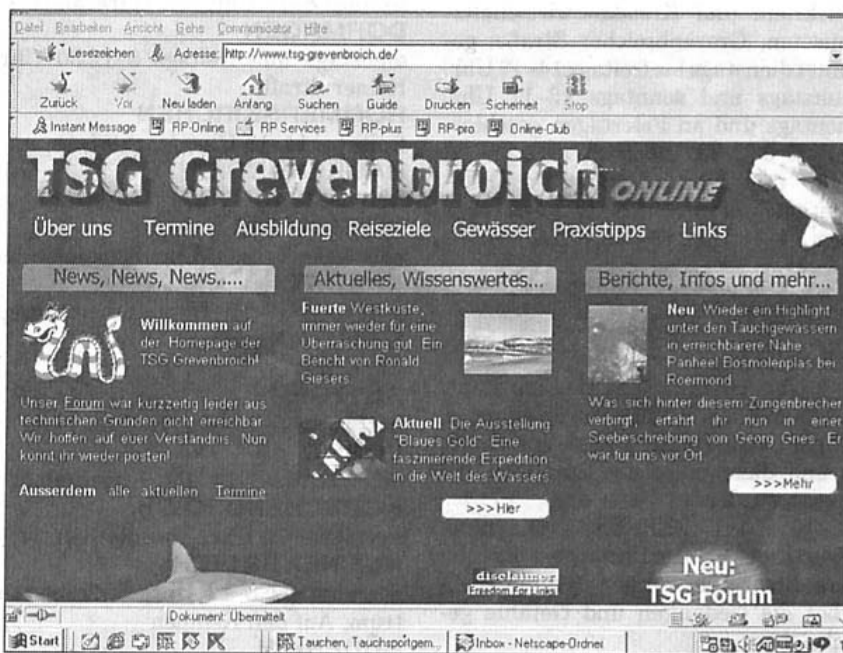 Datei Bearbeiten Ansicht Gehe Communicator Hilfe
Lesezeichen Adresse: http://www.tsg-grevenbroich.de/
Zurück Vor Neu laden Anfang Suchen Guide Drucken Sicherheit Stop
Instant Message RP-Online RP Services RP-plus RP-pro Online-Club
TSG Grevenbroich ONLINE
Über uns Termine Ausbildung Reiseziele Gewässer Praxistipps Links
News, News, News.....
Willkommen auf
der Homepage der
TSG Grevenbroich!
Unser Forum war kurzzeitig leider aus
technischen Gründen nicht erreichbar.
Wir hoffen auf euer Verständnis. Nun
könnt ihr wieder posten!
Ausserdem alle aktuellen Termine
Aktuelles, Wissenswertes...
Fuerte Westküste,
immer wieder für eine
Überraschung gut. Ein
Bericht von Ronald
Giesers
Aktuell Die Ausstellung
"Blaues Gold". Eine
faszinierende Expedition
in die Welt des Wassers
>>>Hier
disclaimer
Freedom For Links
Berichte, Infos und mehr...
Neu Wieder ein Highlight
unter den Tauchgewässern
in erreichbarere Nähe.
Panheel Bosmolenplas bei
Roermond
Was sich hinter diesem Zungenbrecher
verbirgt, erfahrt ihr nun in einer
Seebeschreibung von Georg Gries. Er
war für uns vor Ort.
>>>Mehr
Neu:
TSG Forum
Dokument: Übermittelt
Start Tauchen, Tauchsportgem... Inbox - Netscape-Ordner